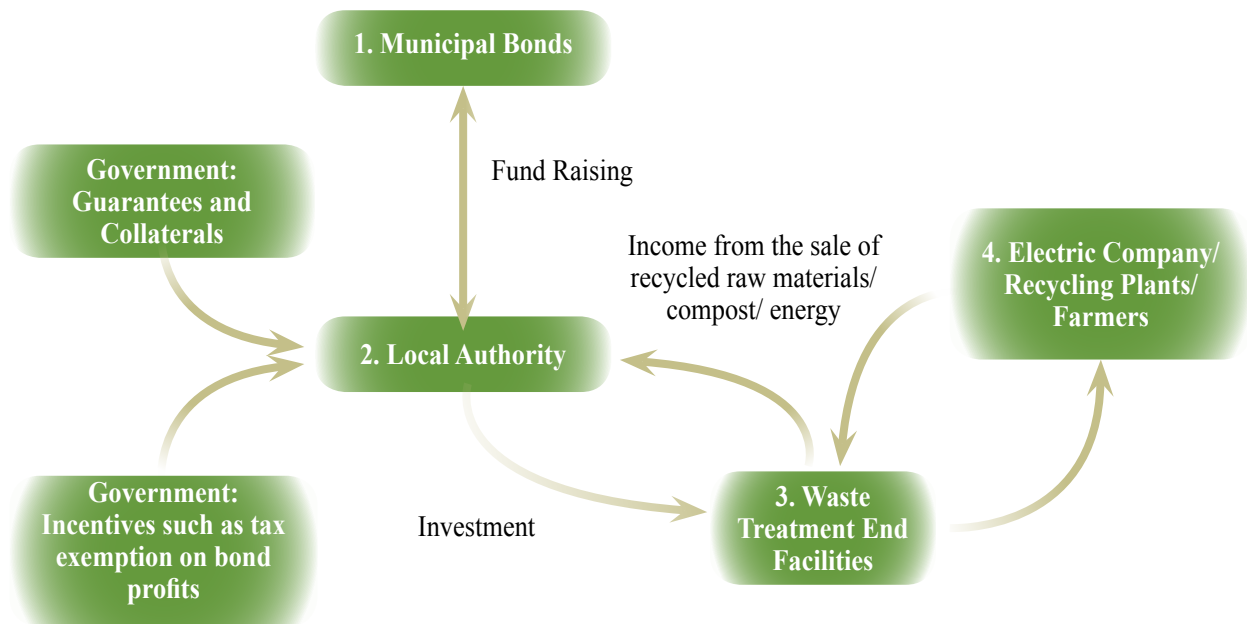 1. Municipal Bonds
Fund Raising
Government:
Guarantees and
Collaterals
Income from the sale of
recycled raw materials/
compost/ energy
4. Electric Company/
Recycling Plants/
Farmers
2. Local Authority
Government:
Incentives such as tax
exemption on bond
profits
Investment
3. Waste
Treatment End
Facilities